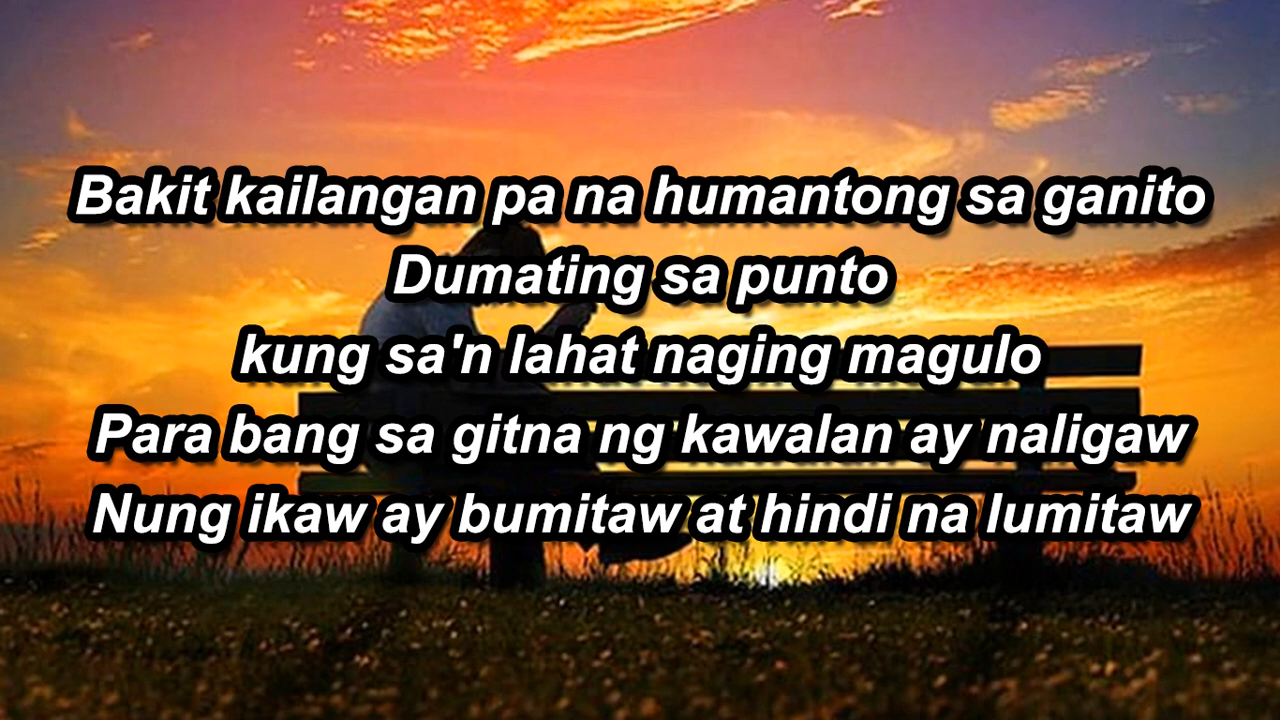 Bakit kailangan pa na humantong sa ganito
Dumating sa punto
kung sa'n lahat naging magulo
Para bang sa gitna ng kawalan ay naligaw
Nung ikaw ay bumitaw at hindi na lumitaw